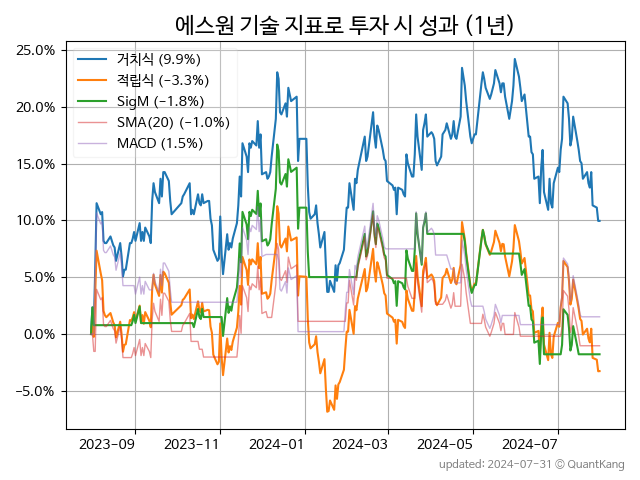 에스원 기술 지표로 투자 시 성과 (1년)
25.0%
20.0%
15.0%
10.0%
5.0%
0.0%
−5.0%
거치식 (9.9%)
적립식 (−3.3%)
SigM (−1.8%)
SMA(20) (−1.0%)
MACD (1.5%)
2023-09 2023-11 2024-01 2024-03 2024-05 2024-07
updated: 2024-07-31 © QuantKang